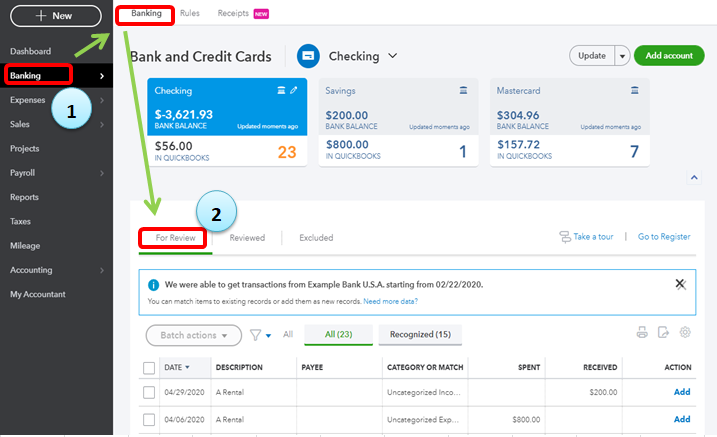 + New
Dashboard
Banking
Expenses
Sales
Projects
Payroll
Reports
Taxes
Mileage
Accounting
My Accountant
1
Banking Rules Receipts NEW
Bank and Credit Cards Checking Update Add account
Checking Savings Mastercard
$-3,621.93 $200.00 $304.96
BANK BALANCE Updated moments ago BANK BALANCE Updated moments ago BANK BALANCE Updated moments ago
$56.00 23 $800.00 1 $157.72 7
IN QUICKBOOKS IN QUICKBOOKS IN QUICKBOOKS
2
For Review Reviewed Excluded Take a tour Go to Register
We were able to get transactions from Example Bank U.S.A. starting from 02/22/2020.
You can match items to existing records or add them as new records. Need more data?
Batch actions All All (23) Recognized (15)
DATE DESCRIPTION PAYEE CATEGORY OR MATCH SPENT RECEIVED ACTION
04/29/2020 A Rental Uncategorized Inco... $200.00 Add
04/06/2020 A Rental Uncategorized Exp... $800.00 Add